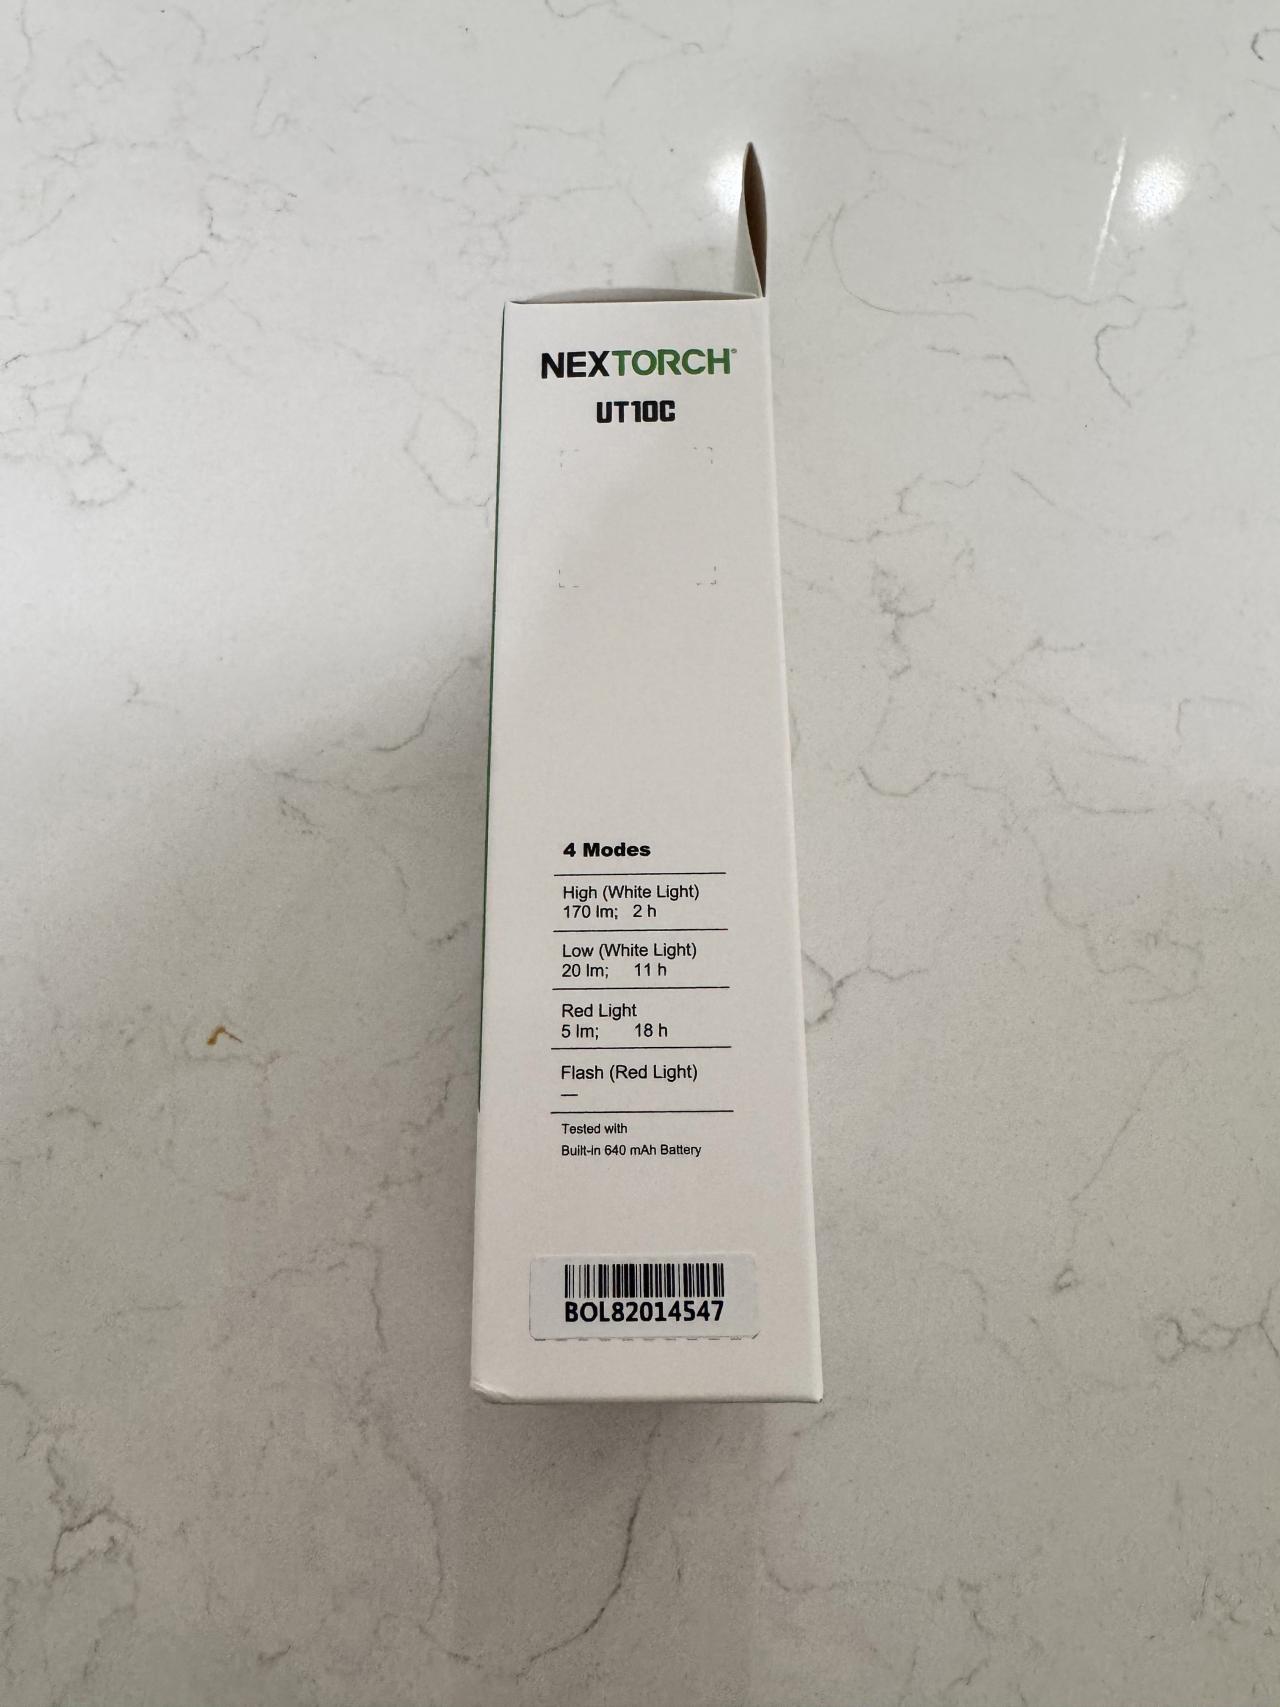 NEXTORCH®
UT10C
4 Modes
High (White Light)
170 lm; 2 h
Low (White Light)
20 lm; 11 h
Red Light
5 lm; 18 h
Flash (Red Light)
—
Tested with
Built-in 640 mAh Battery
BOL82014547